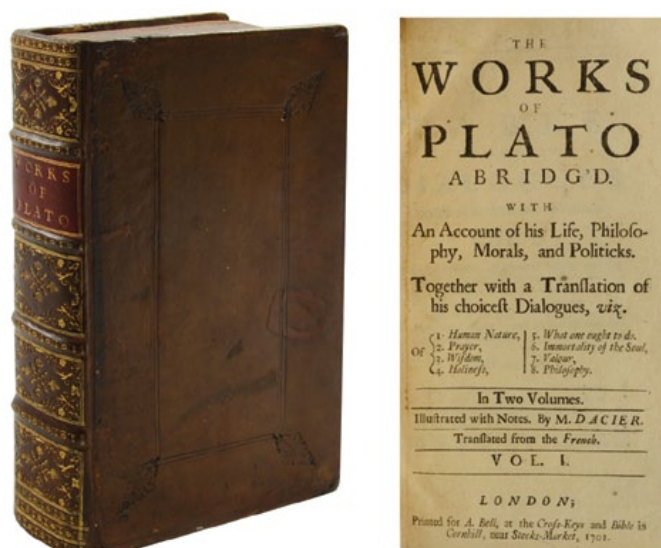 WORKS
OF
PLATO
THE
WORKS
OF
PLATO
ABRIDG'D.
WITH
An Account of his Life, Philoſo-
phy, Morals, and Politicks.
Together with a Tranſlation of
his choiceſt Dialogues, viz.
Of
1. Human Nature,
2. Prayer,
3. Wiſdom,
4. Holineſs,
5. What one ought to do.
6. Immortality of the Soul,
7. Valour,
8. Philoſophy.
In Two Volumes.
Illuſtrated with Notes. By M. DACIER.
Tranſlated from the French.
VOL. I.
LONDON;
Printed for A. Bell, at the Croſs-Keys and Bible in
Cornhill, near Stocks-Market, 1701.